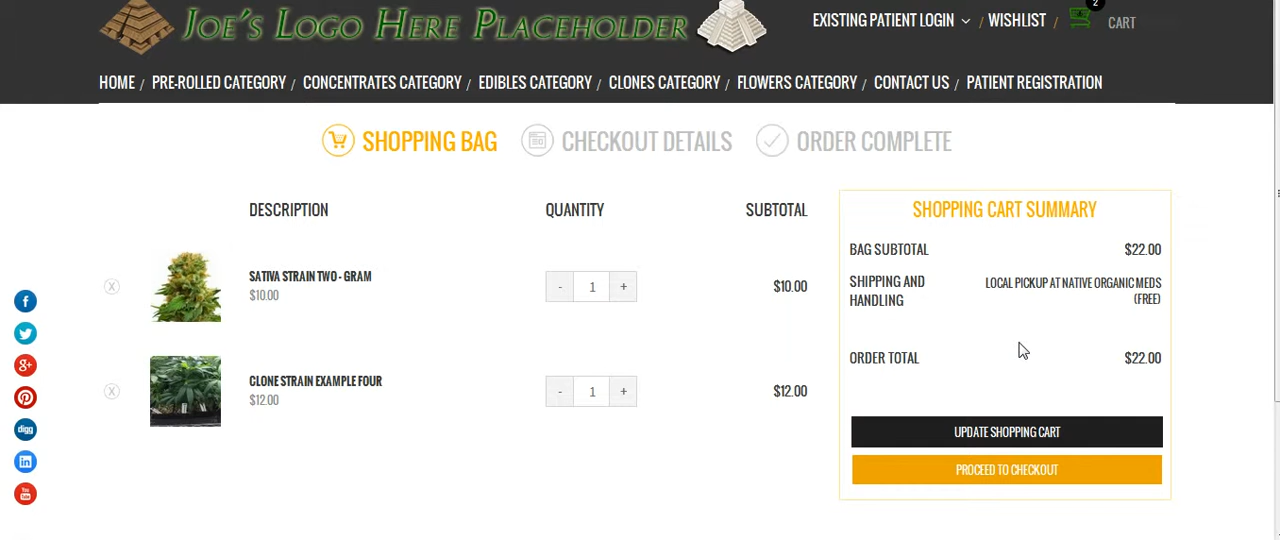 Joe's Logo Here Placeholder
EXISTING PATIENT LOGIN / WISHLIST / 2 CART
HOME / PRE-ROLLED CATEGORY / CONCENTRATES CATEGORY / EDIBLES CATEGORY / CLONES CATEGORY / FLOWERS CATEGORY / CONTACT US / PATIENT REGISTRATION
SHOPPING BAG CHECKOUT DETAILS ORDER COMPLETE
DESCRIPTION QUANTITY SUBTOTAL
X SATIVA STRAIN TWO - GRAM - 1 + $10.00
$10.00
X CLONE STRAIN EXAMPLE FOUR - 1 + $12.00
$12.00
SHOPPING CART SUMMARY
BAG SUBTOTAL $22.00
SHIPPING AND HANDLING
LOCAL PICKUP AT NATIVE ORGANIC MEDS
(FREE)
ORDER TOTAL $22.00
UPDATE SHOPPING CART
PROCEED TO CHECKOUT
f
g+
digg
in
You
Tube